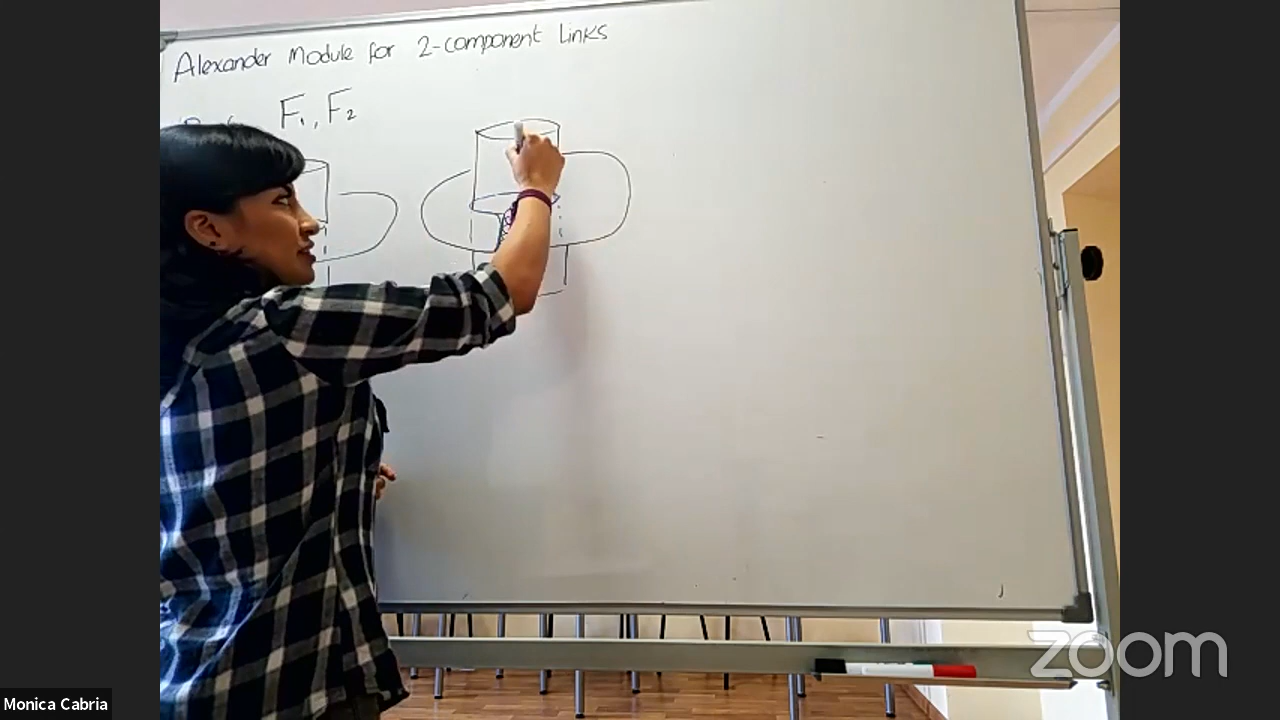 Alexander Module for 2-component Links
F₁, F₂
zoom
Monica Cabria